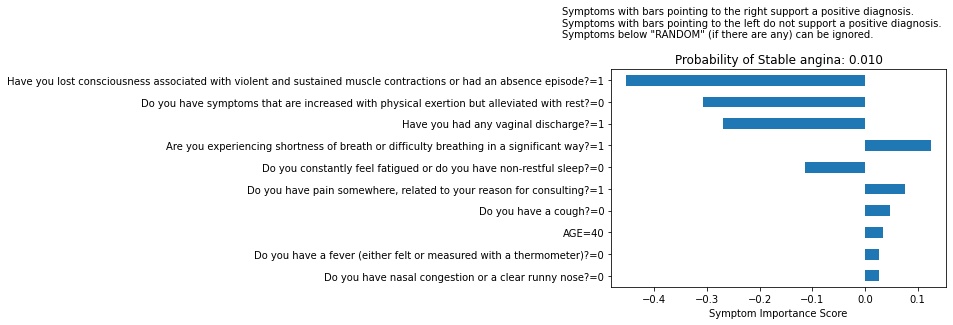 Symptoms with bars pointing to the right support a positive diagnosis.
Symptoms with bars pointing to the left do not support a positive diagnosis.
Symptoms below "RANDOM" (if there are any) can be ignored.
Probability of Stable angina: 0.010
Have you lost consciousness associated with violent and sustained muscle contractions or had an absence episode?=1
Do you have symptoms that are increased with physical exertion but alleviated with rest?=0
Have you had any vaginal discharge?=1
Are you experiencing shortness of breath or difficulty breathing in a significant way?=1
Do you constantly feel fatigued or do you have non-restful sleep?=0
Do you have pain somewhere, related to your reason for consulting?=1
Do you have a cough?=0
AGE=40
Do you have a fever (either felt or measured with a thermometer)?=0
Do you have nasal congestion or a clear runny nose?=0
−0.4 −0.3 −0.2 −0.1 0.0 0.1
Symptom Importance Score